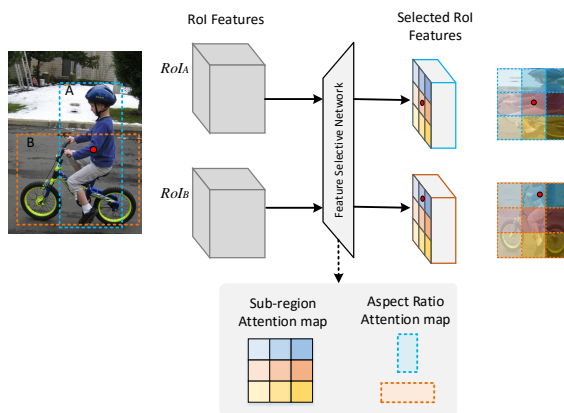 RoI Features
Selected RoI
Features
A
B
RoIA
RoIB
Feature Selective Network
Sub-region
Attention map
Aspect Ratio
Attention map